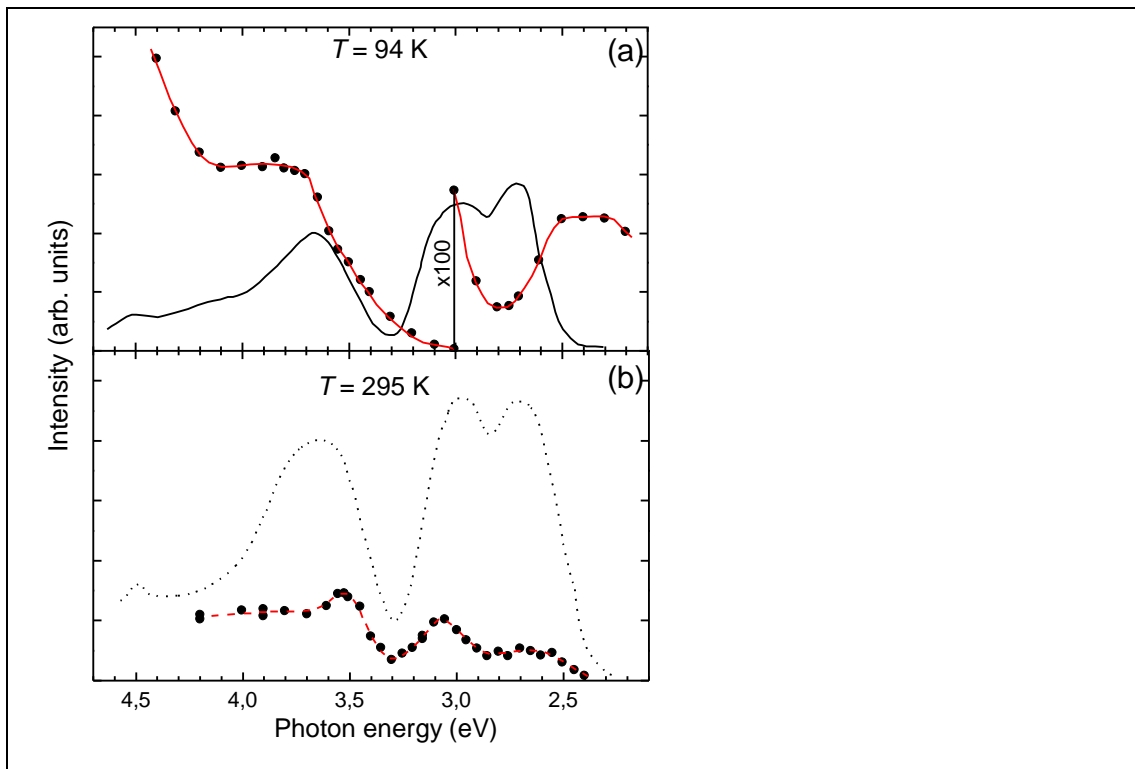 T = 94 K
(a)
x100
T = 295 K
(b)
Intensity (arb. units)
4,5 4,0 3,5 3,0 2,5
Photon energy (eV)